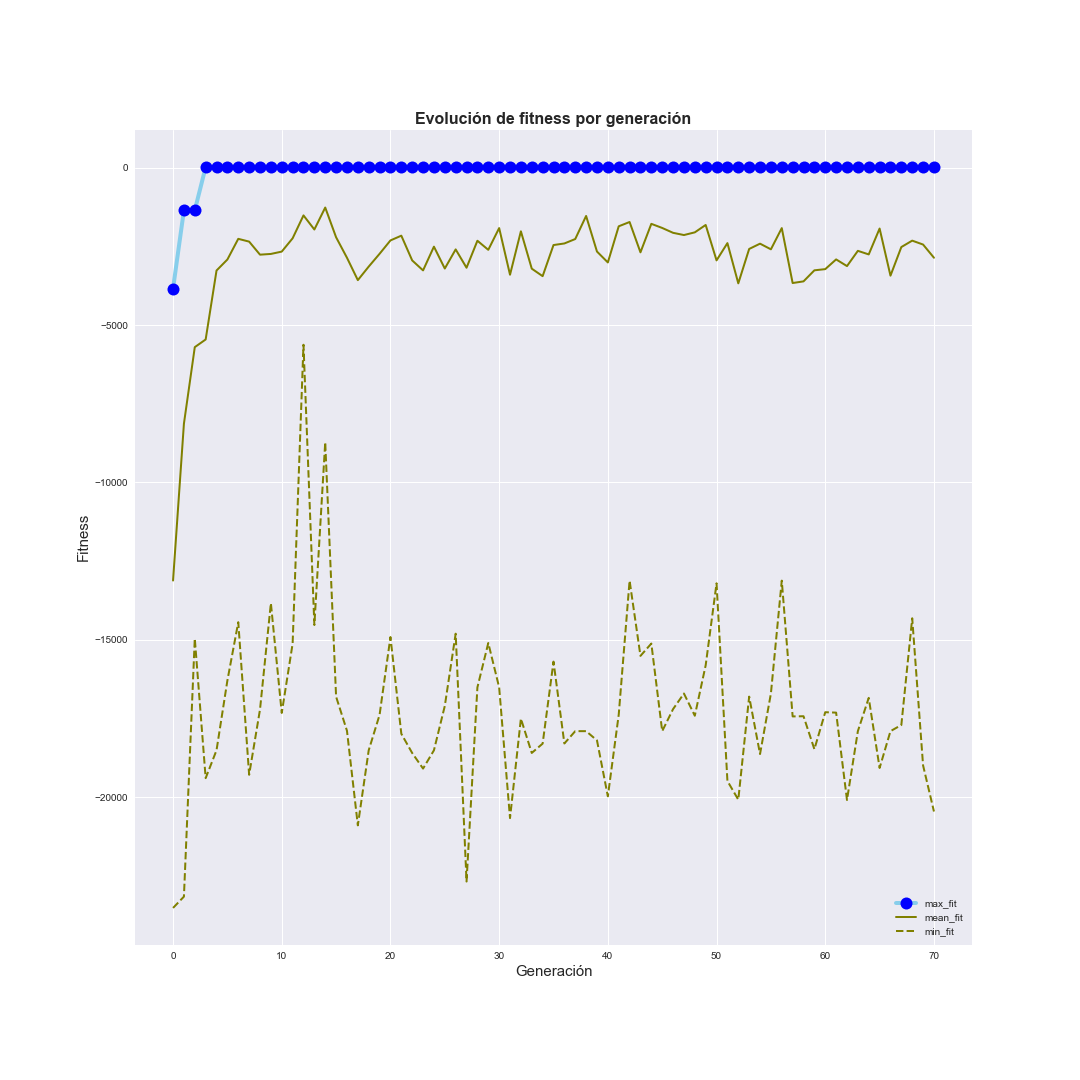 Evolución de fitness por generación
Fitness
0
−5000
−10000
−15000
−20000
0 10 20 30 40 50 60 70
Generación
max_fit
mean_fit
min_fit